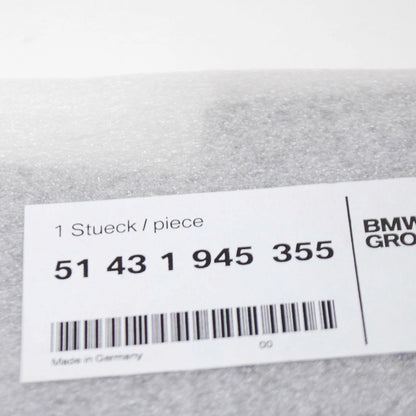 1 Stueck / piece
51 43 1 945 355
BMW
GRO
Made in Germany
00